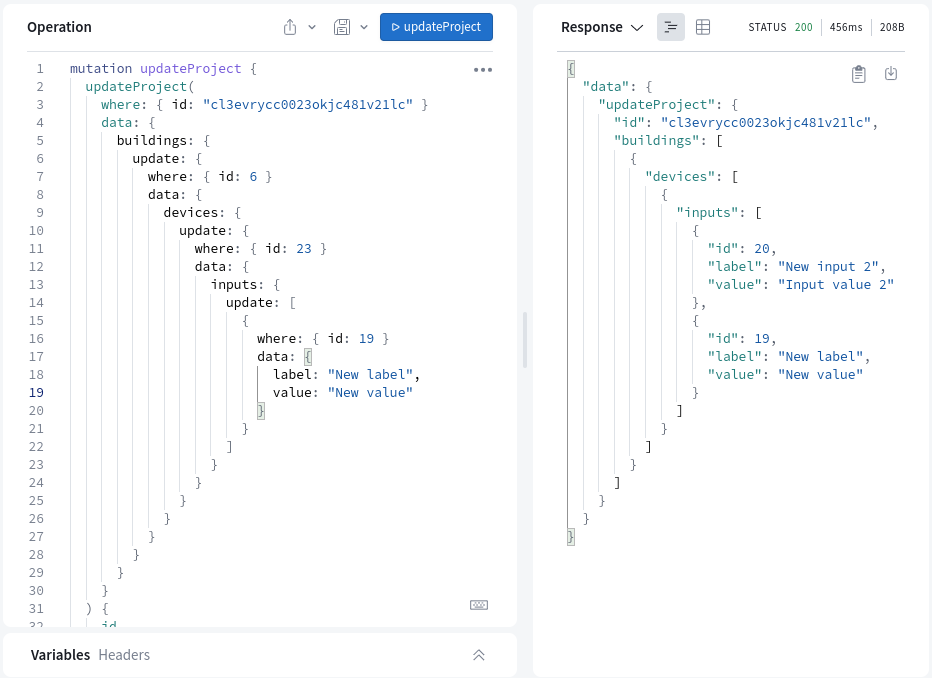 Operation
updateProject
1 mutation updateProject {
2 updateProject(
3 where: { id: "cl3evrycc0023okjc481v21lc" }
4 data: {
5 buildings: {
6 update: {
7 where: { id: 6 }
8 data: {
9 devices: {
10 update: {
11 where: { id: 23 }
12 data: {
13 inputs: {
14 update: [
15 {
16 where: { id: 19 }
17 data: {
18 label: "New label",
19 value: "New value"
20 }
21 }
22 ]
23 }
24 }
25 }
26 }
27 }
28 }
29 }
30 }
31 ) {
32 id
Variables Headers
Response
STATUS 200 456ms 208B
{
"data": {
"updateProject": {
"id": "cl3evrycc0023okjc481v21lc",
"buildings": [
{
"devices": [
{
"inputs": [
{
"id": 20,
"label": "New input 2",
"value": "Input value 2"
},
{
"id": 19,
"label": "New label",
"value": "New value"
}
]
}
]
}
]
}
}
}